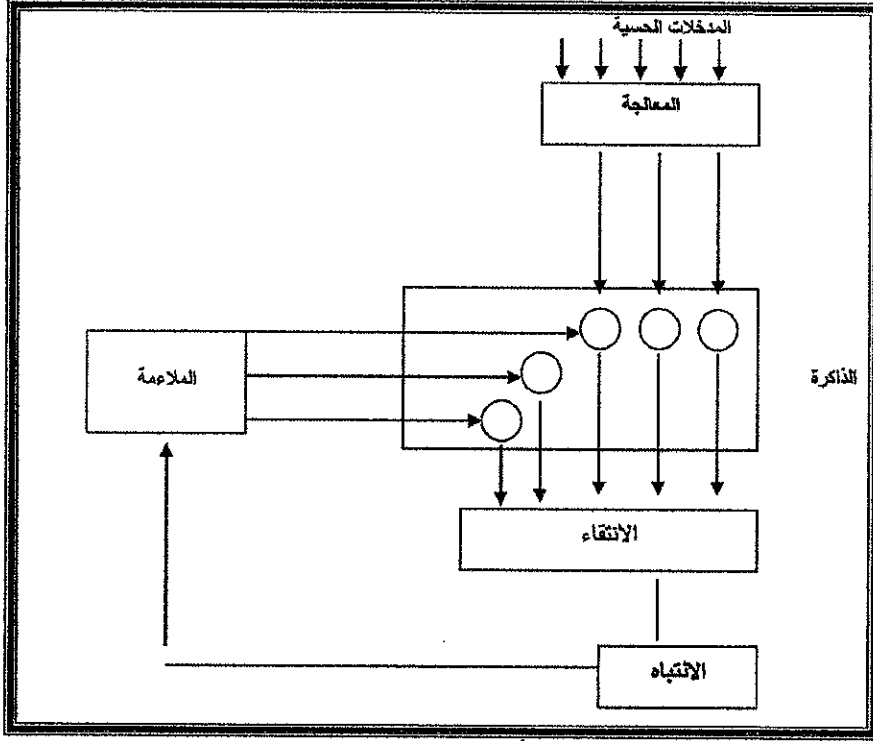 المدخلات الحسية
المعالجة
الملاءمة
الذاكرة
الانتقاء
الانتباه